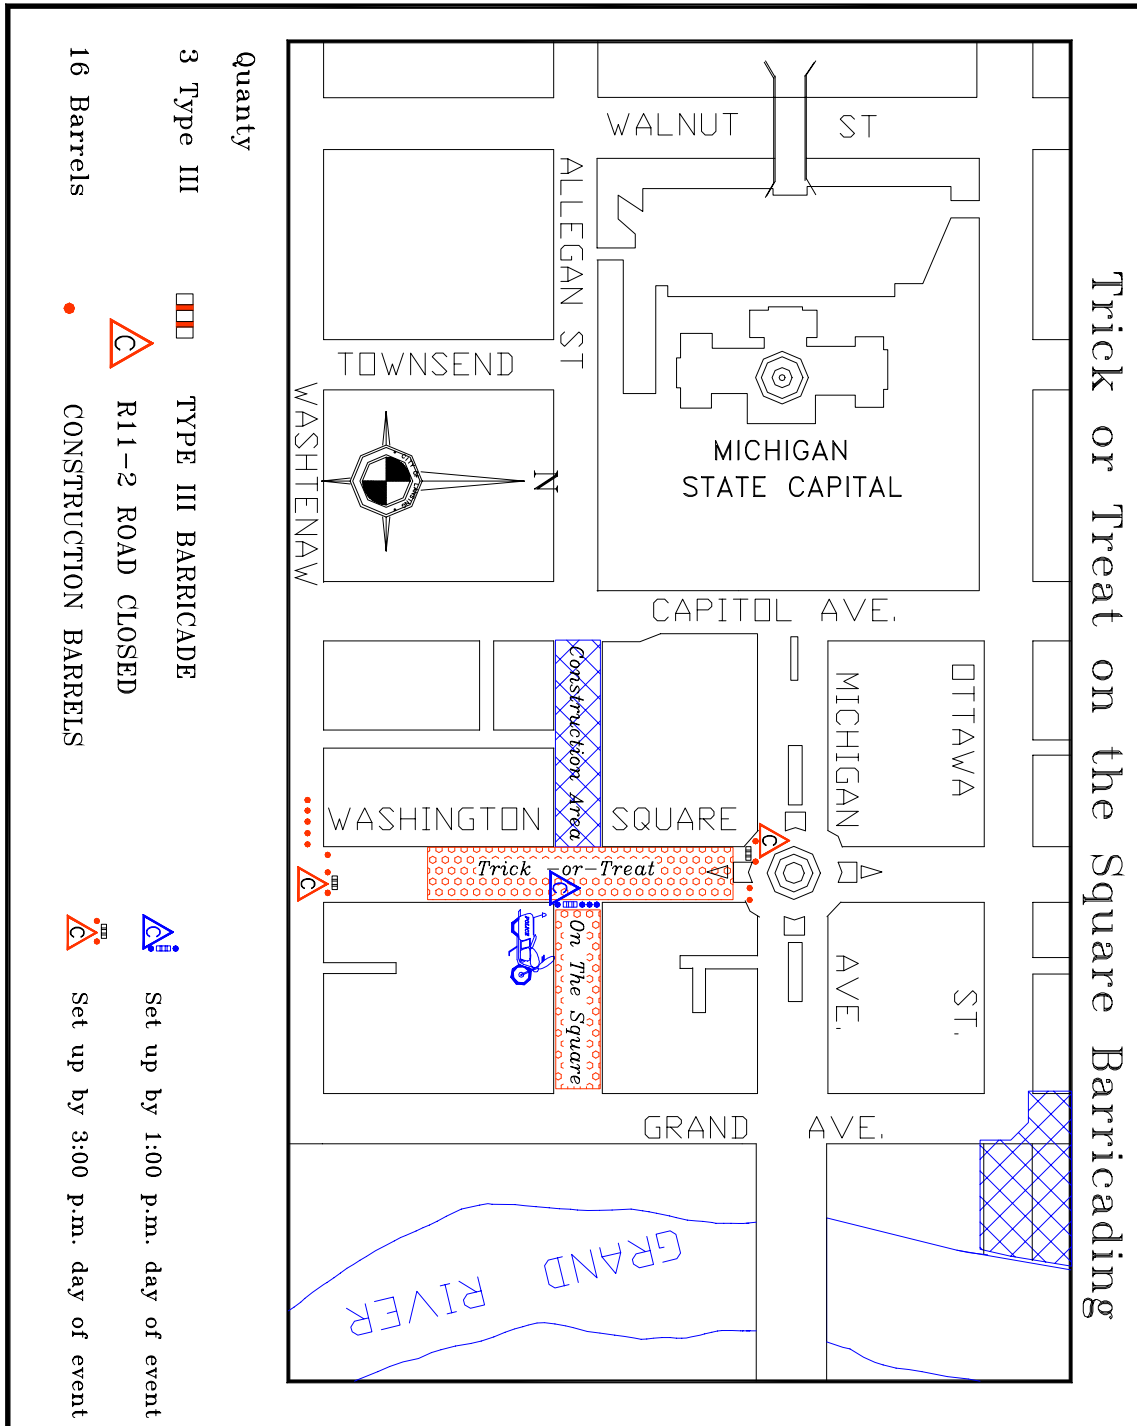 Trick or Treat on the Square Barricading
WALNUT ST
ALLEGAN ST
TOWNSEND
WASHTENAW
N
MICHIGAN
STATE CAPITAL
CAPITOL AVE.
OTTAWA ST.
MICHIGAN AVE.
Construction Area
WASHINGTON SQUARE
Trick-or-Treat
On The Square
C
C
C
POLICE
GRAND AVE.
GRAND RIVER
Quanty
3 Type III
TYPE III BARRICADE
C
R11-2 ROAD CLOSED
16 Barrels
CONSTRUCTION BARRELS
C
Set up by 1:00 p.m. day of event
C
Set up by 3:00 p.m. day of event